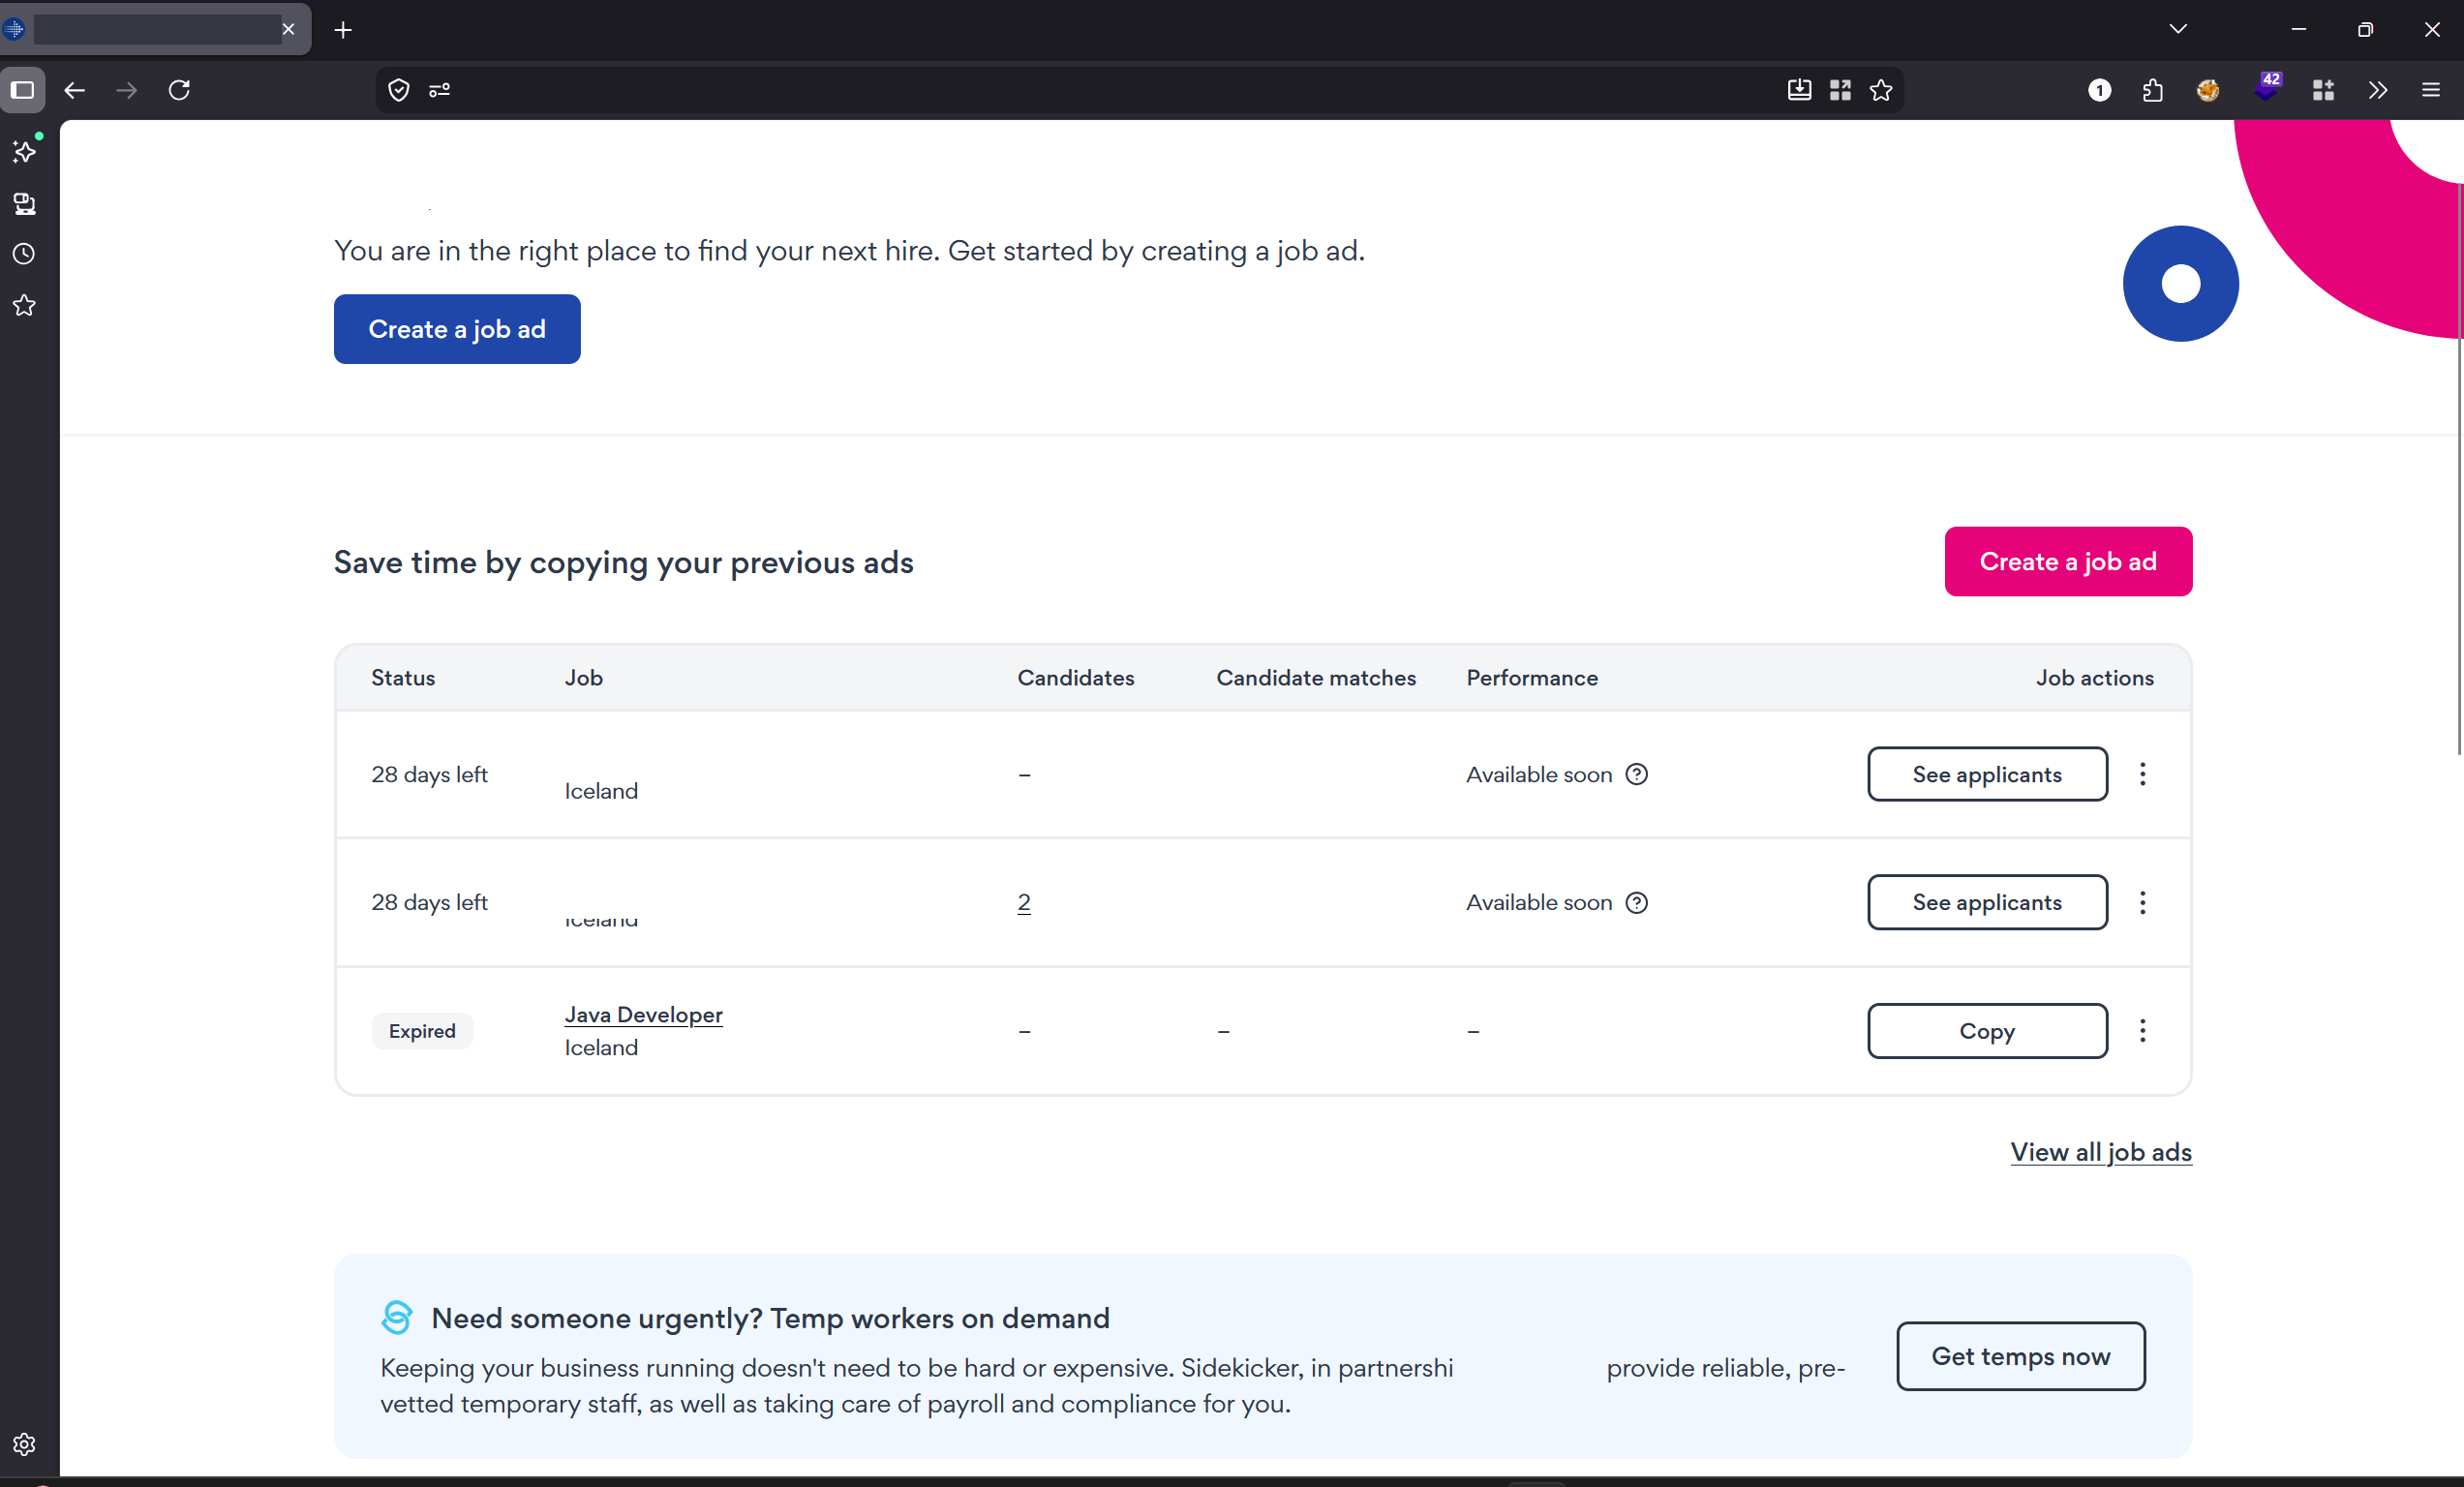 1
42
You are in the right place to find your next hire. Get started by creating a job ad.
Create a job ad
Save time by copying your previous ads
Create a job ad
Status Job Candidates Candidate matches Performance Job actions
28 days left Iceland – Available soon ? See applicants
28 days left Iceland 2 Available soon ? See applicants
Expired Java Developer – – – Copy
Iceland
View all job ads
Need someone urgently? Temp workers on demand
Get temps now
Keeping your business running doesn't need to be hard or expensive. Sidekicker, in partnershi provide reliable, pre-
vetted temporary staff, as well as taking care of payroll and compliance for you.